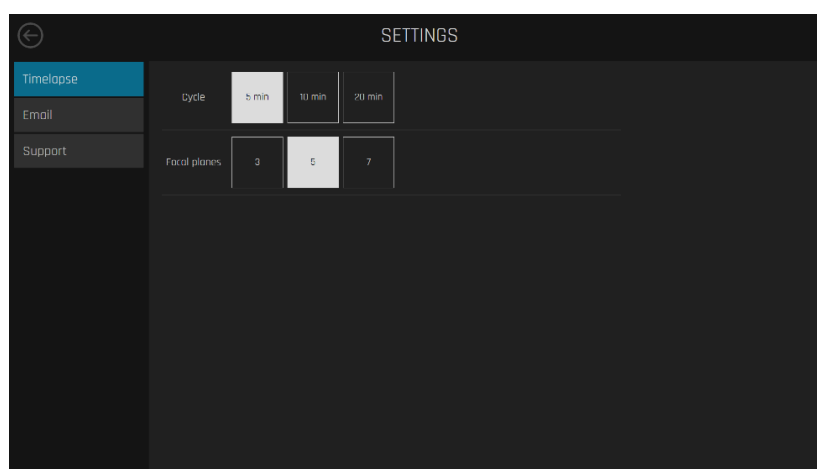 SETTINGS
Timelapse
Email
Support
Cycle 5 min 10 min 20 min
Focal planes 3 5 7